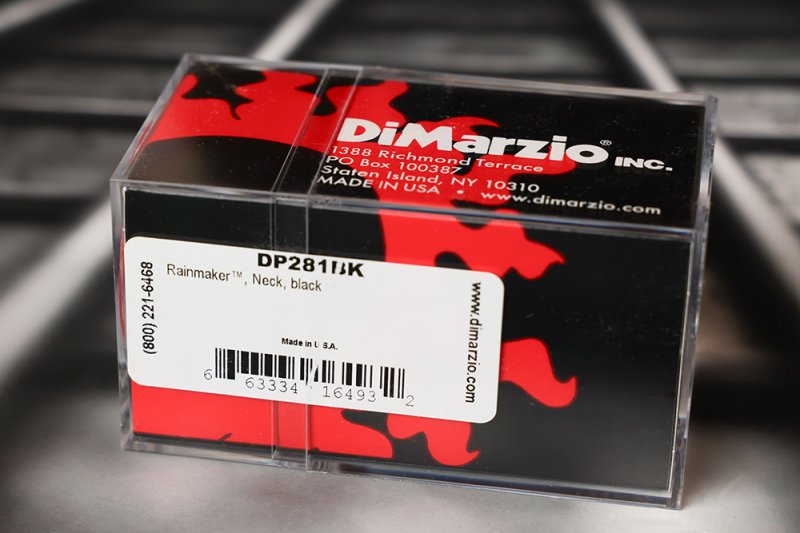 DiMarzio® INC.
1388 Richmond Terrace
PO Box 100387
Staten Island, NY 10310
MADE IN USA • www.dimarzio.com
DP281BK
Rainmaker™, Neck, black
(800) 221-6468
www.dimarzio.com
Made in U.S.A.
6 63334 16493 2